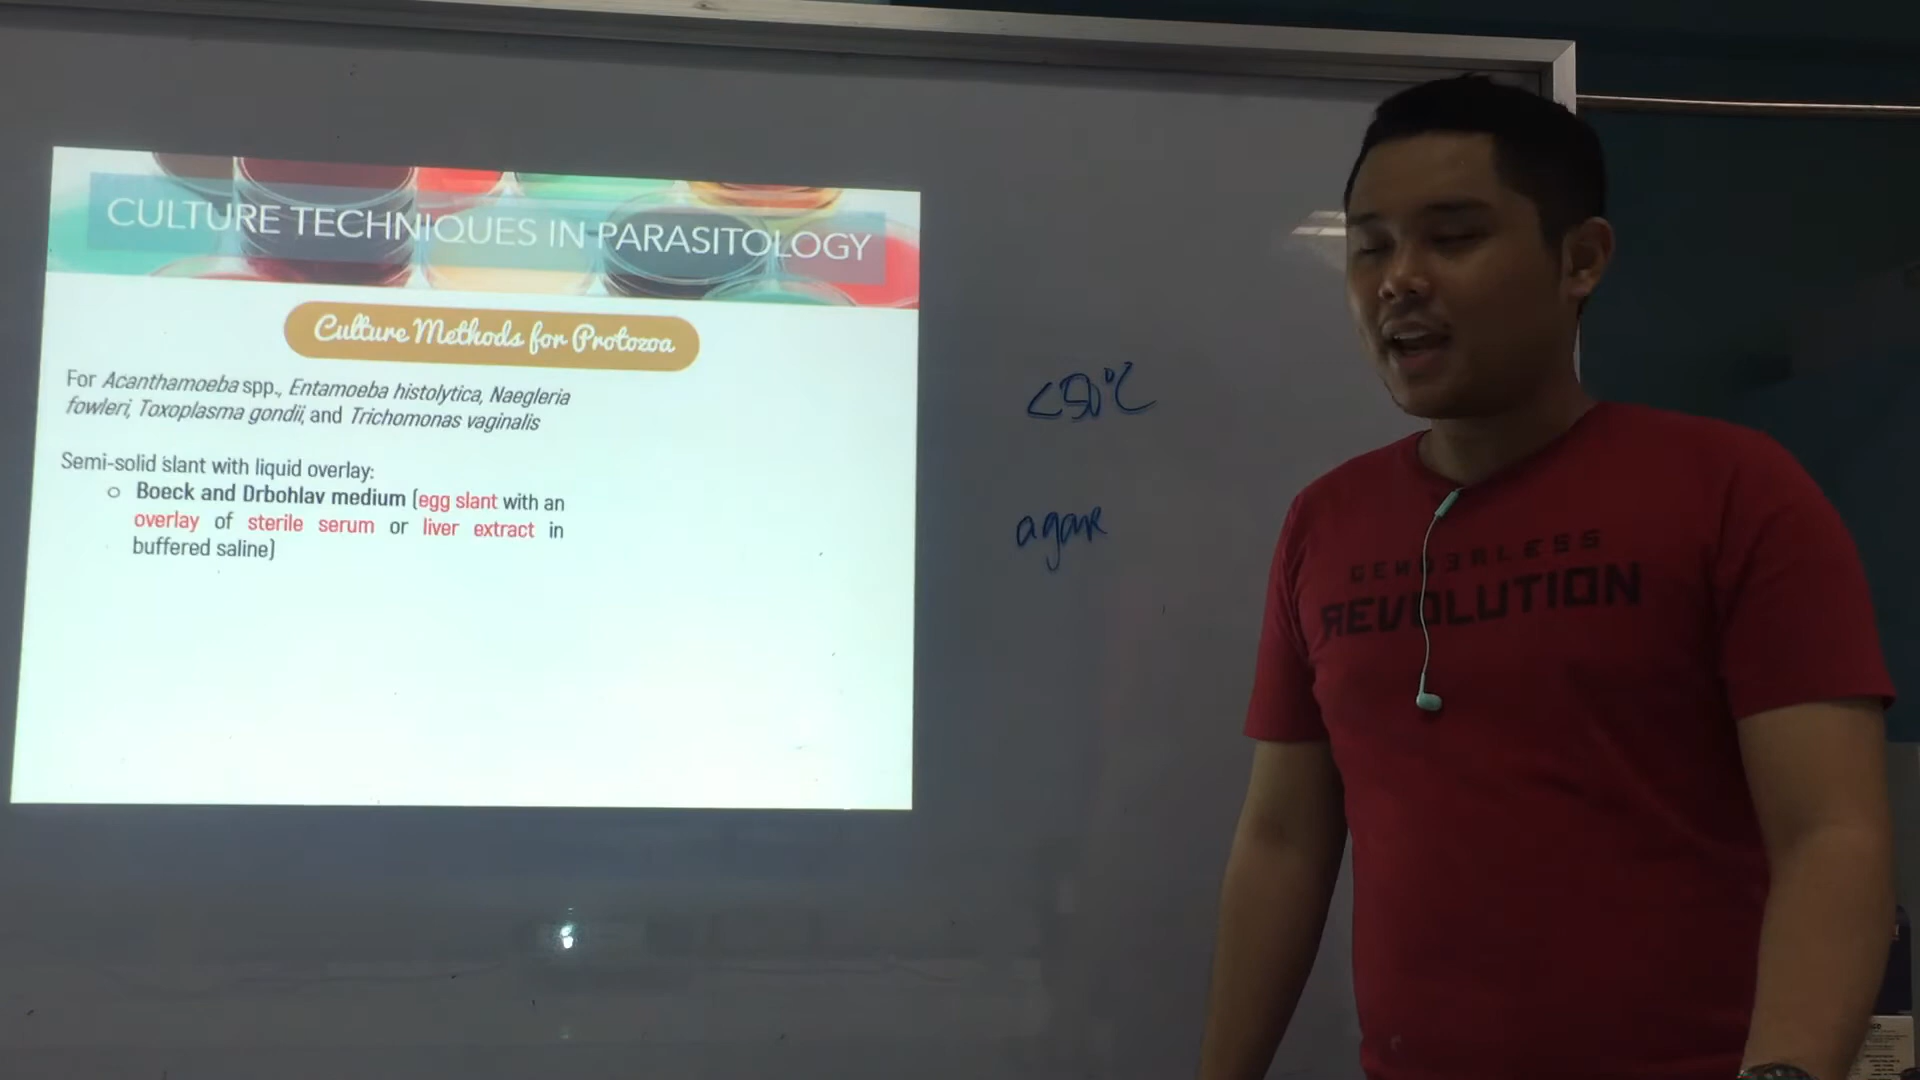 CULTURE TECHNIQUES IN PARASITOLOGY
Culture Methods for Protozoa
For Acanthamoeba spp., Entamoeba histolytica, Naegleria
fowleri, Toxoplasma gondii, and Trichomonas vaginalis
Semi-solid slant with liquid overlay:
o Boeck and Drbohlav medium (egg slant with an
overlay of sterile serum or liver extract in
buffered saline)
<50°C
agar
GENDERLESS
REVOLUTION